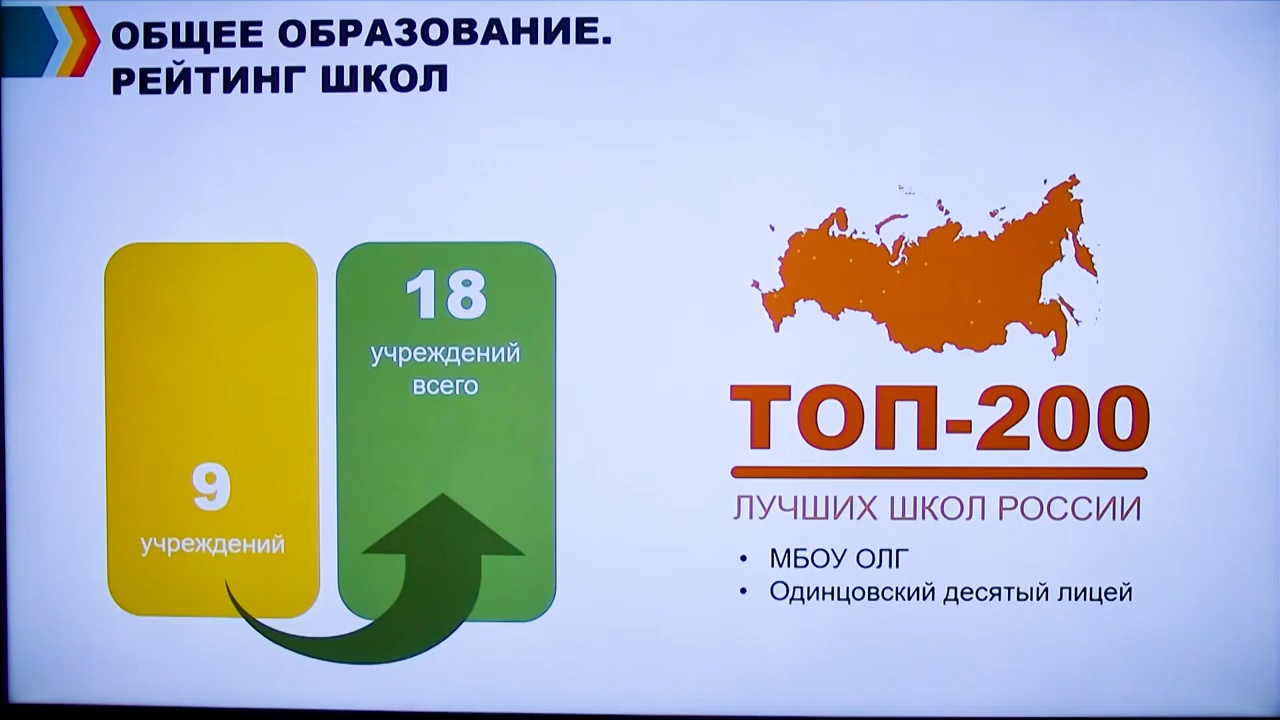 ОБЩЕЕ ОБРАЗОВАНИЕ.
РЕЙТИНГ ШКОЛ
9
учреждений
18
учреждений
всего
ТОП-200
ЛУЧШИХ ШКОЛ РОССИИ
• МБОУ ОЛГ
• Одинцовский десятый лицей